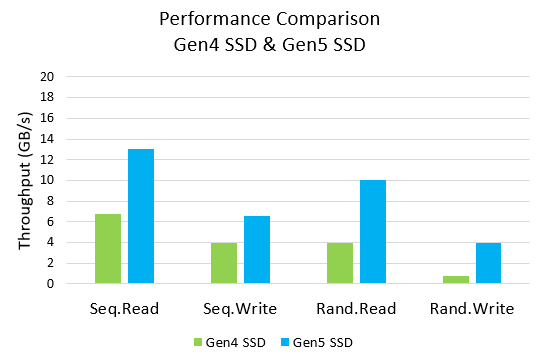 Performance Comparison
Gen4 SSD & Gen5 SSD
Throughput (GB/s)
20
18
16
14
12
10
8
6
4
2
0
Seq.Read Seq.Write Rand.Read Rand.Write
Gen4 SSD Gen5 SSD